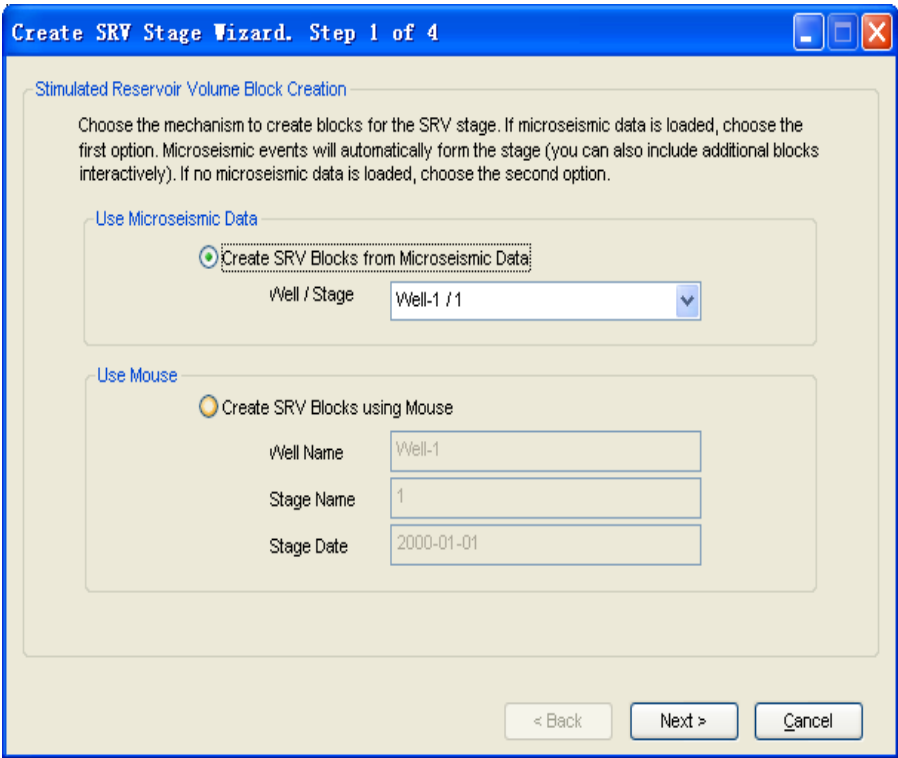 Create SRV Stage Wizard. Step 1 of 4
Stimulated Reservoir Volume Block Creation
Choose the mechanism to create blocks for the SRV stage. If microseismic data is loaded, choose the
first option. Microseismic events will automatically form the stage (you can also include additional blocks
interactively). If no microseismic data is loaded, choose the second option.
Use Microseismic Data
Create SRV Blocks from Microseismic Data
Well / Stage
Well-1 / 1
Use Mouse
Create SRV Blocks using Mouse
Well Name
Well-1
Stage Name
1
Stage Date
2000-01-01
< Back
Next >
Cancel